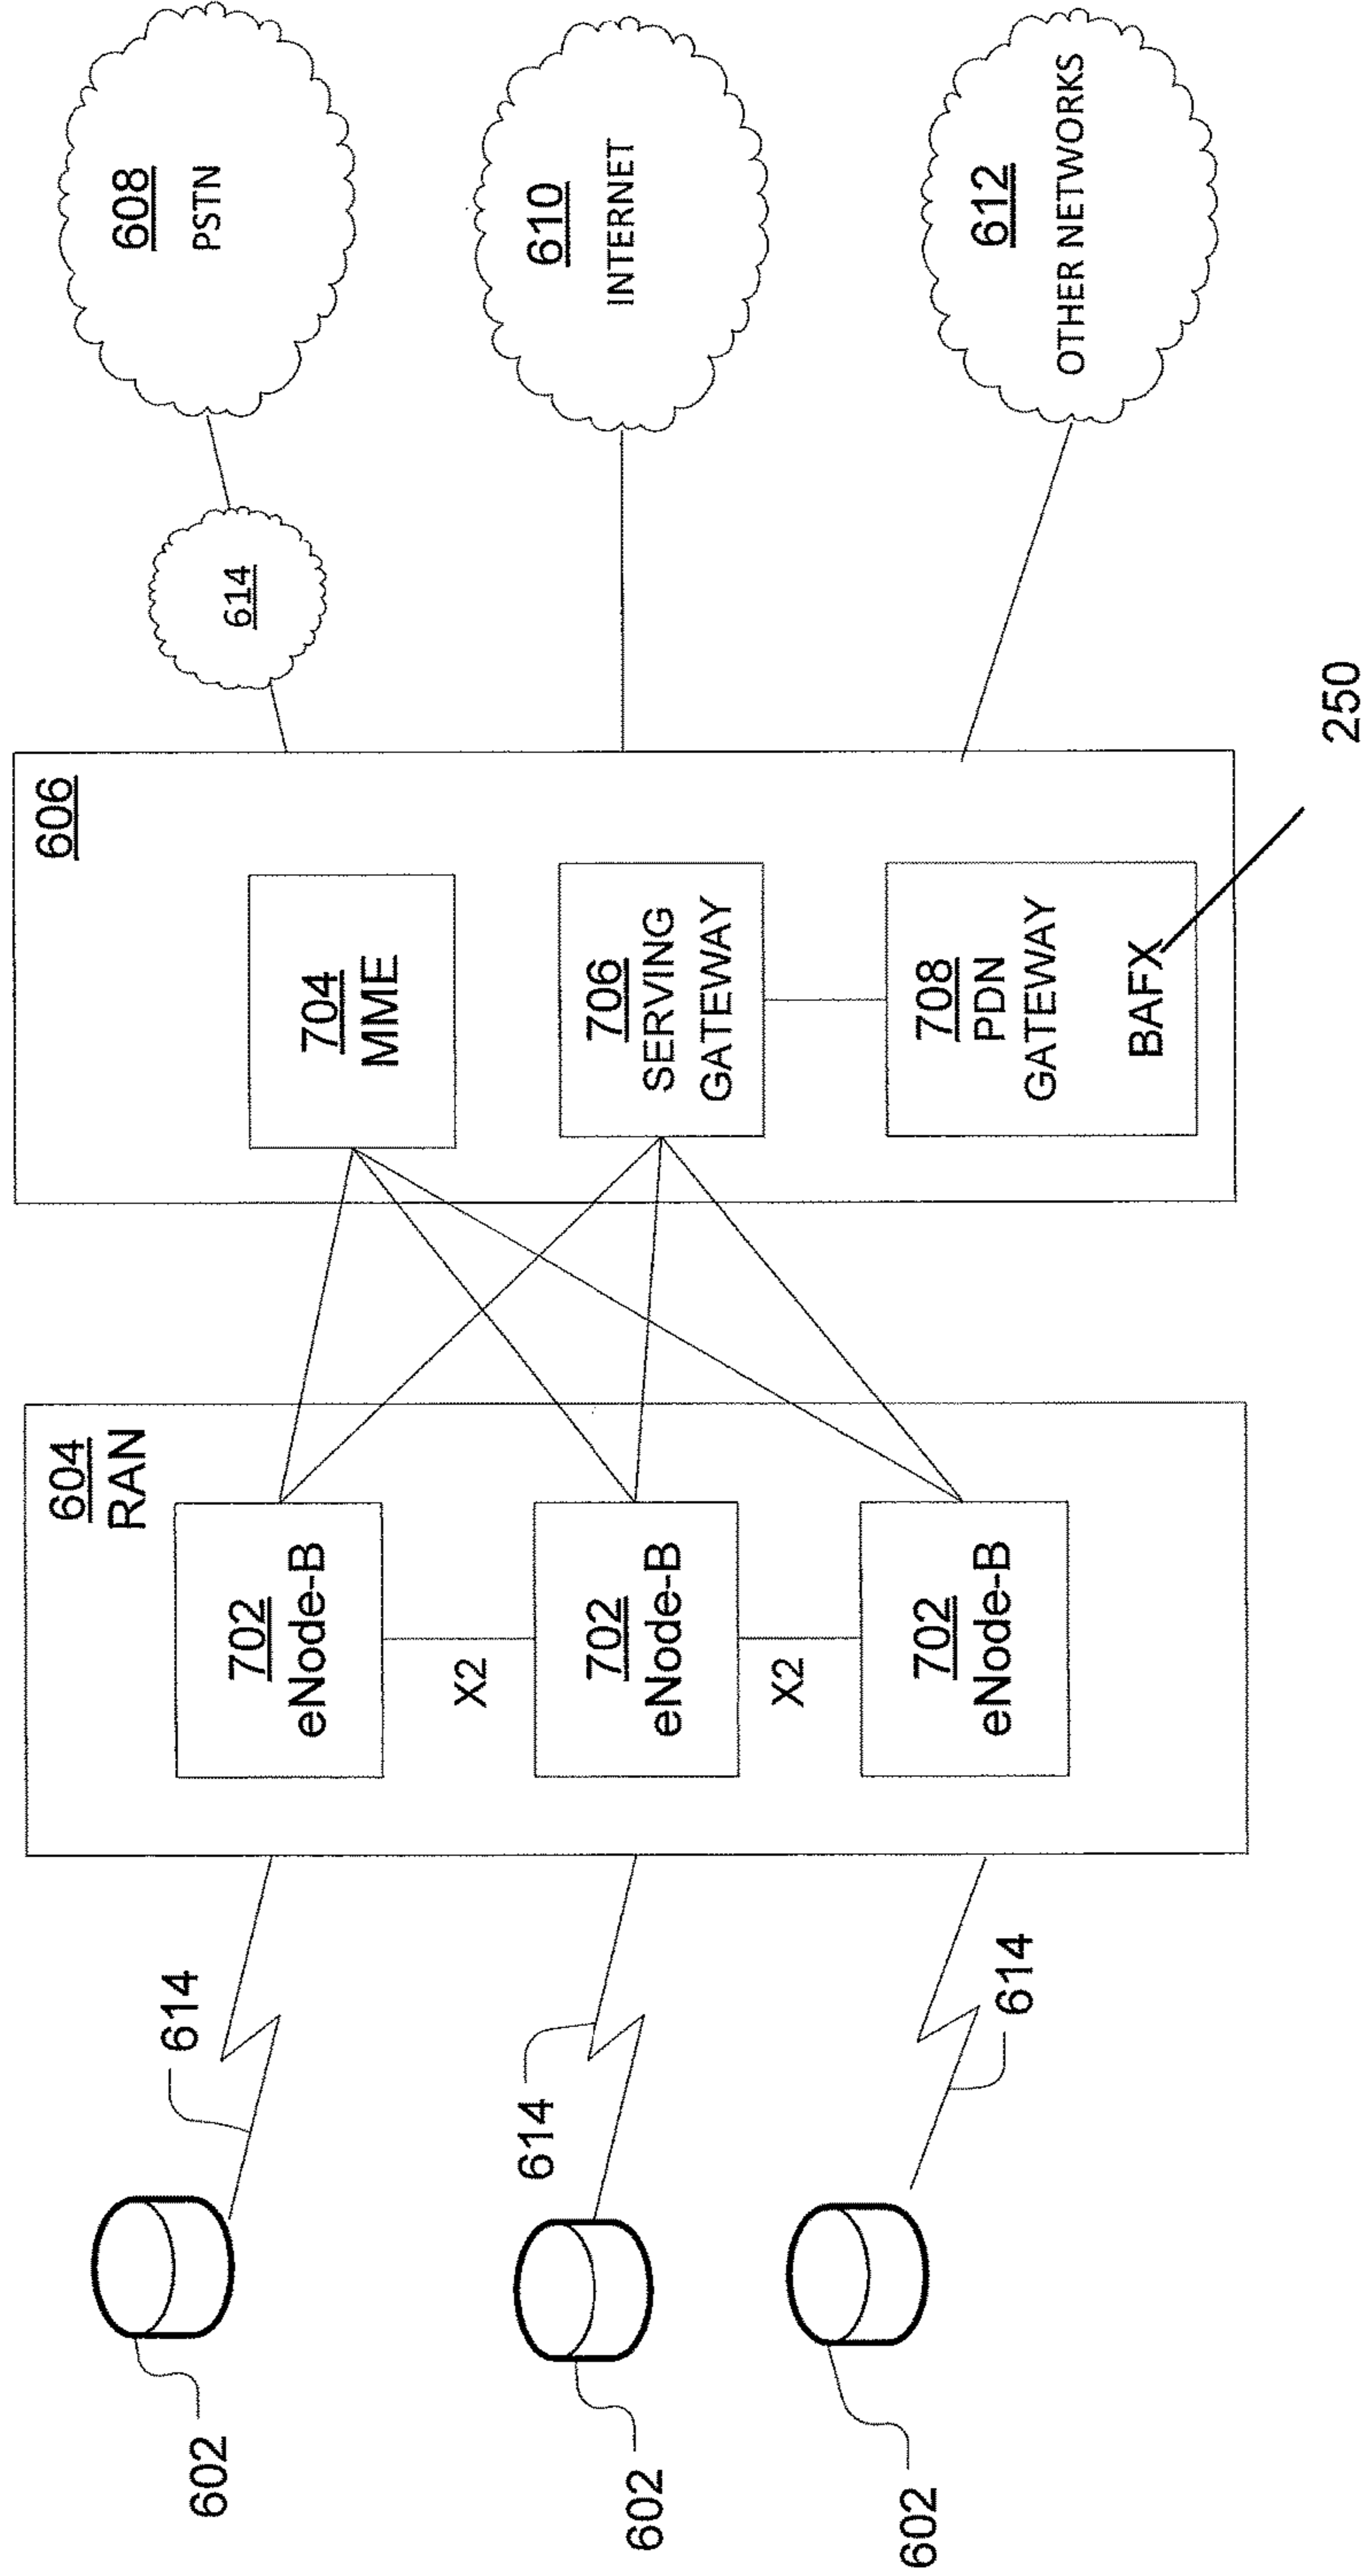 602
602
602
614
614
614
604
RAN
702
eNode-B
X2
702
eNode-B
X2
702
eNode-B
606
704
MME
706
SERVING
GATEWAY
708
PDN
GATEWAY
BAFX
250
614
608
PSTN
610
INTERNET
612
OTHER NETWORKS